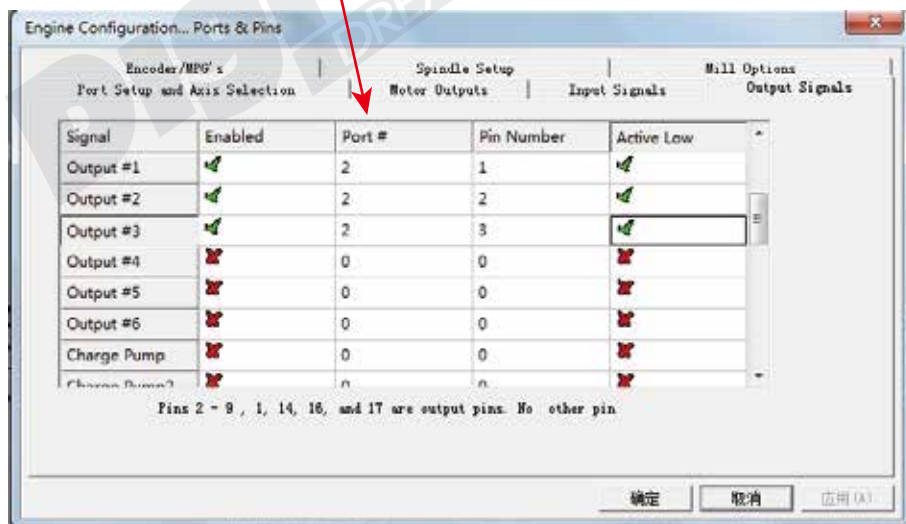 Engine Configuration... Ports & Pins
Encoder/MPG's Spindle Setup Mill Options
Port Setup and Axis Selection Motor Outputs Input Signals Output Signals
Signal Enabled Port # Pin Number Active Low
Output #1 2 1
Output #2 2 2
Output #3 2 3
Output #4 0 0
Output #5 0 0
Output #6 0 0
Charge Pump 0 0
Charge Pump2 0 0
Pins 2 - 9 , 1, 14, 16, and 17 are output pins. No other pin
确定 取消 应用(A)